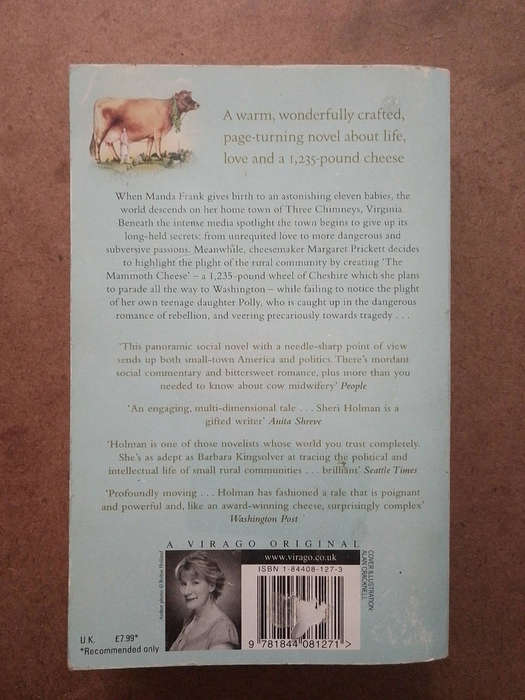 A warm, wonderfully crafted,
page-turning novel about life,
love and a 1,235-pound cheese
When Manda Frank gives birth to an astonishing eleven babies, the
world descends on her home town of Three Chimneys, Virginia.
Beneath the intense media spotlight the town begins to give up its
long-held secrets: from unrequited love to more dangerous and
subversive passions. Meanwhile, cheesemaker Margaret Prickett decides
to highlight the plight of the rural community by creating 'The
Mammoth Cheese' – a 1,235-pound wheel of Cheshire which she plans
to parade all the way to Washington – while failing to notice the plight
of her own teenage daughter Polly, who is caught up in the dangerous
romance of rebellion, and veering precariously towards tragedy . . .
'This panoramic social novel with a needle-sharp point of view
sends up both small-town America and politics. There's mordant
social commentary and bittersweet romance, plus more than you
needed to know about cow midwifery' People
'An engaging, multi-dimensional tale . . . Sheri Holman is a
gifted writer' Anita Shreve
'Holman is one of those novelists whose world you trust completely.
She's as adept as Barbara Kingsolver at tracing the political and
intellectual life of small rural communities . . . brilliant' Seattle Times
'Profoundly moving . . . Holman has fashioned a tale that is poignant
and powerful and, like an award-winning cheese, surprisingly complex'
Washington Post
A VIRAGO ORIGINAL
www.virago.co.uk
ISBN 1-84408-127-3
9 781844 081271 >
COVER ILLUSTRATION:
ALAN CRACKNELL
Author photo © Robin Holland
U.K. £7.99*
*Recommended only